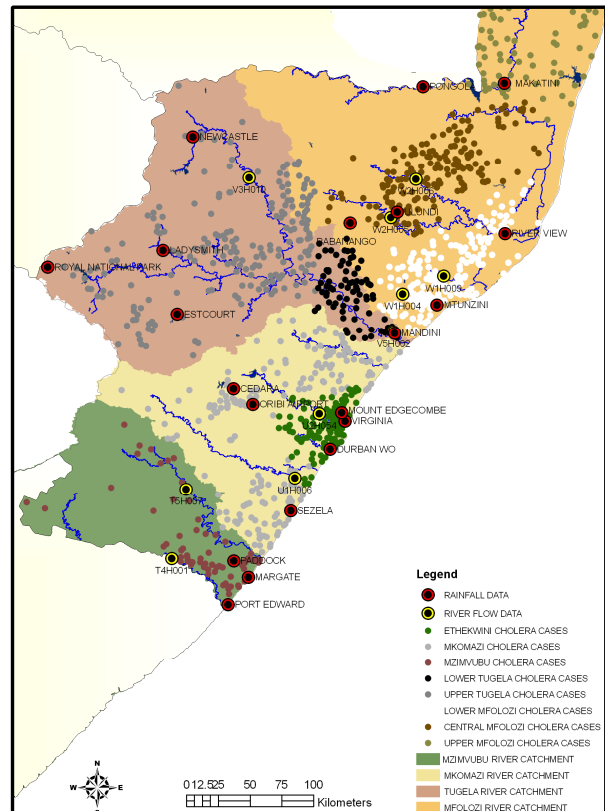 PONGOLA
MAKATINI
NEWCASTLE
V3H010
W2H006
ULUNDI
W2H005
BABANANGO
RIVER VIEW
LADYSMITH
ROYAL NATIONAL PARK
W1H009
W1H004
MTUNZINI
ESTCOURT
MANDINI
V5H002
CEDARA
ORIBI AIRPORT
MOUNT EDGECOMBE
U2H054
VIRGINIA
DURBAN WO
U1H006
T5H007
SEZELA
T4H001
PADDOCK
MARGATE
PORT EDWARD
Legend
RAINFALL DATA
RIVER FLOW DATA
ETHEKWINI CHOLERA CASES
MKOMAZI CHOLERA CASES
MZIMVUBU CHOLERA CASES
LOWER TUGELA CHOLERA CASES
UPPER TUGELA CHOLERA CASES
LOWER MFOLOZI CHOLERA CASES
CENTRAL MFOLOZI CHOLERA CASES
UPPER MFOLOZI CHOLERA CASES
MZIMVUBU RIVER CATCHMENT
MKOMAZI RIVER CATCHMENT
TUGELA RIVER CATCHMENT
MFOLOZI RIVER CATCHMENT
N
W E
S
0 12.5 25 50 75 100
Kilometers